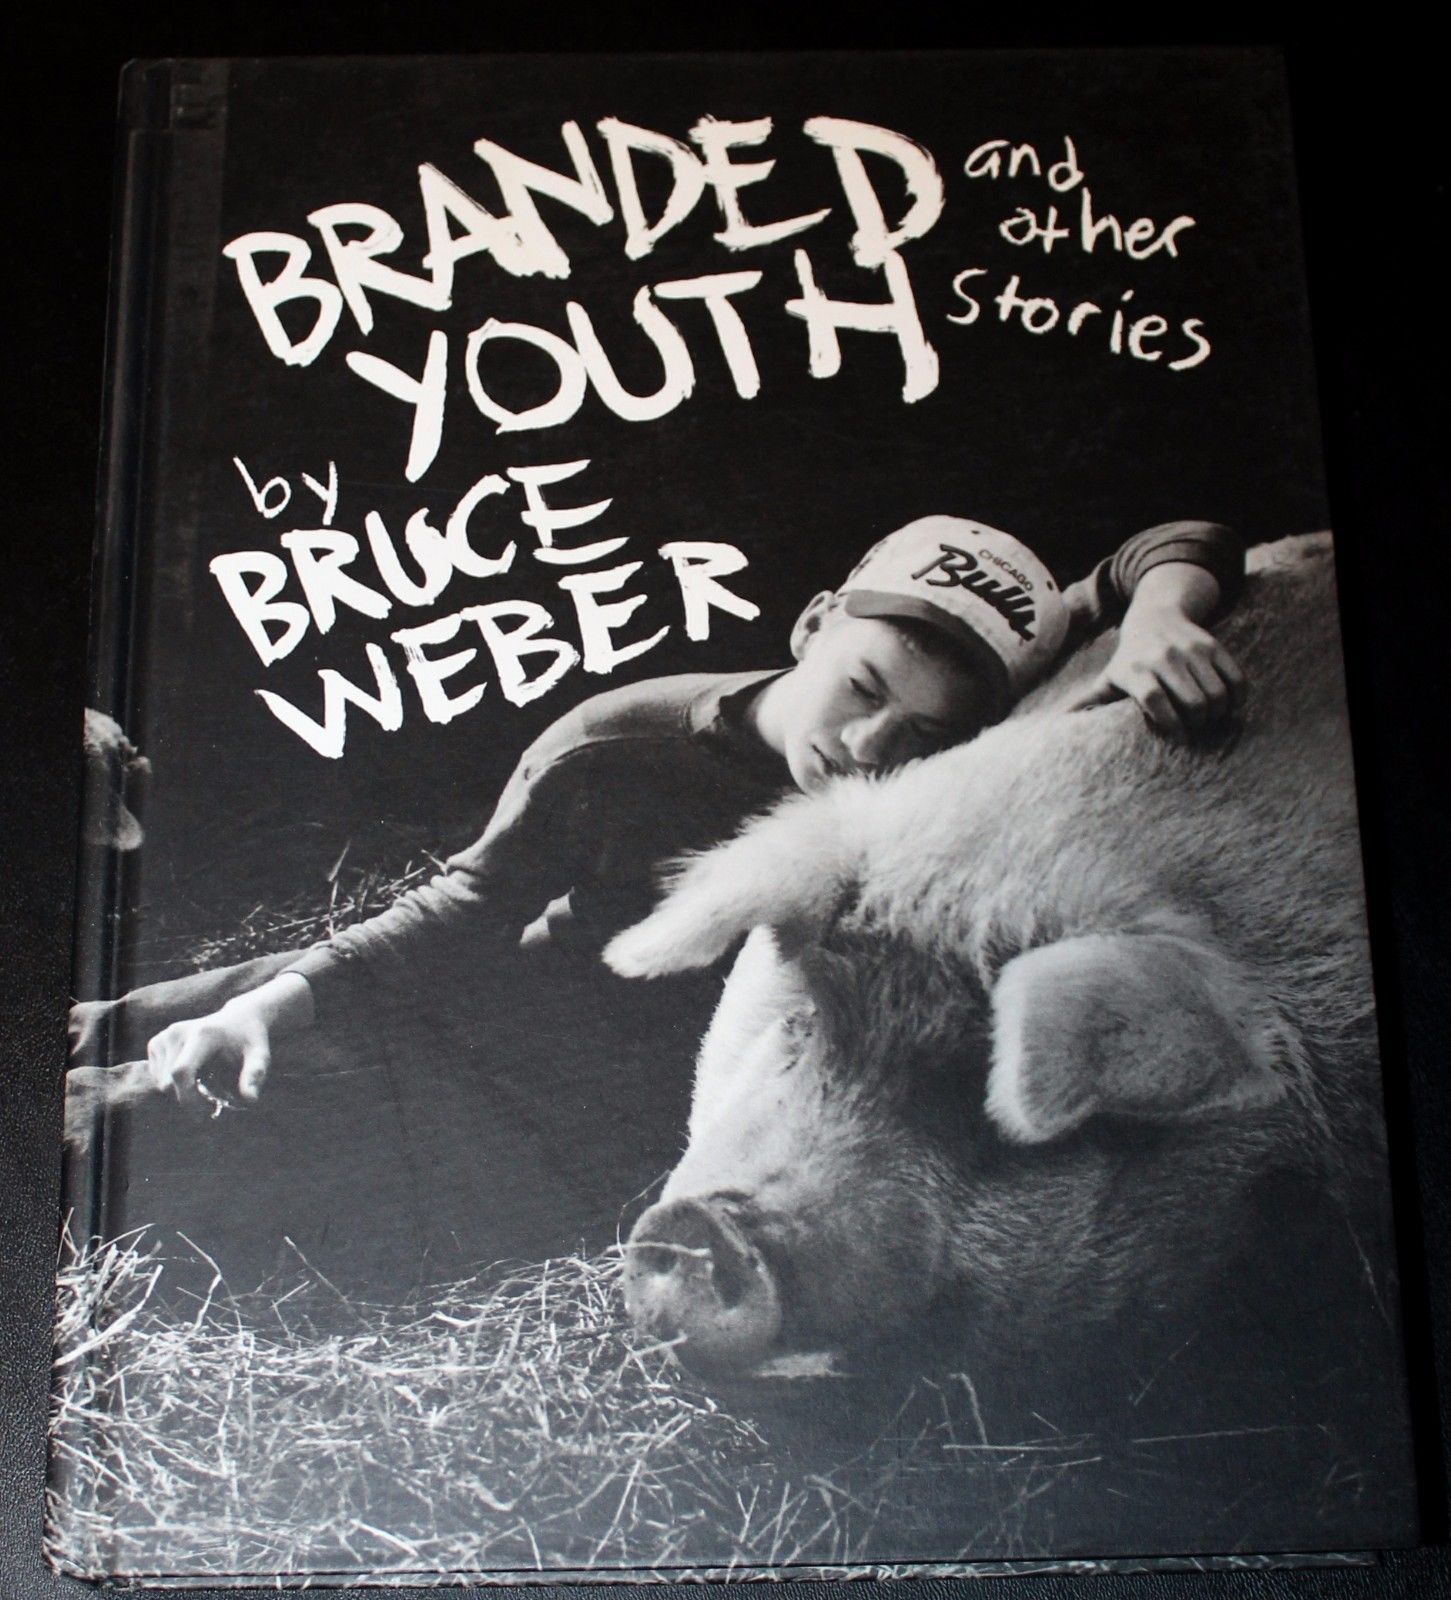 BRANDED
YOUTH
and
other
Stories
by
BRUCE
WEBER
CHICAGO
Bulls